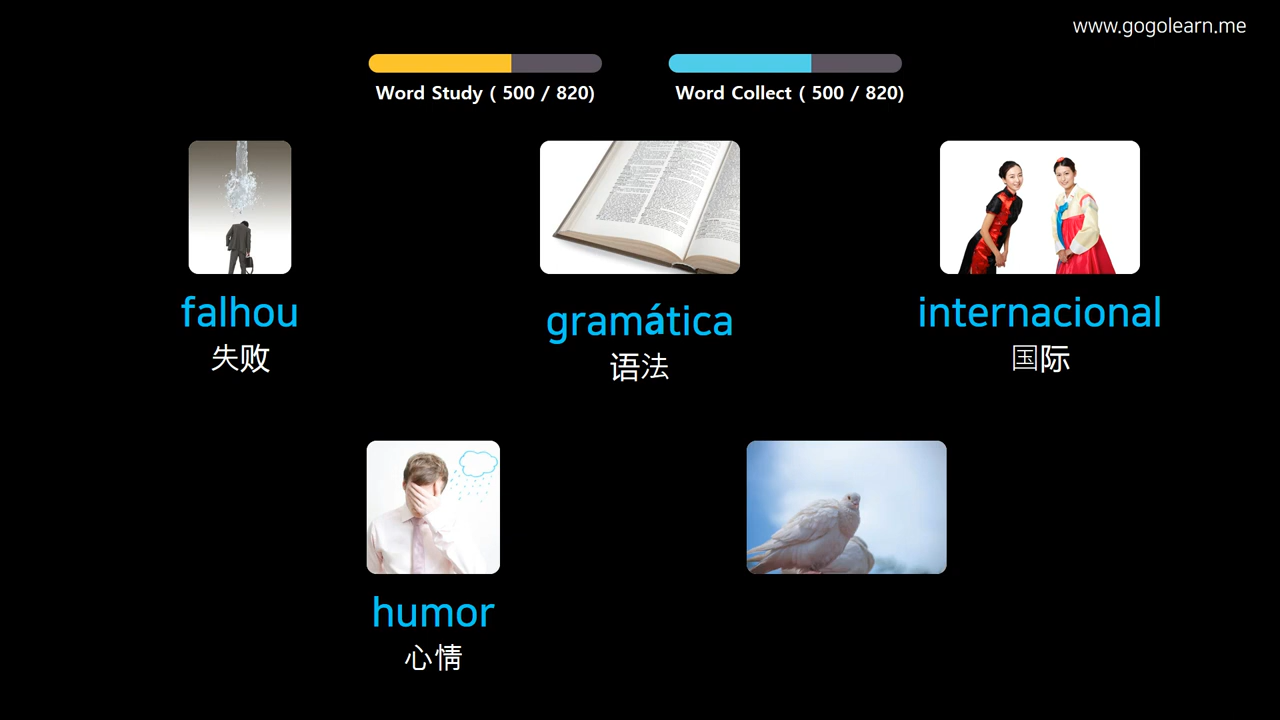 www.gogolearn.me
Word Study ( 500 / 820)
Word Collect ( 500 / 820)
falhou
失败
gramática
语法
internacional
国际
humor
心情